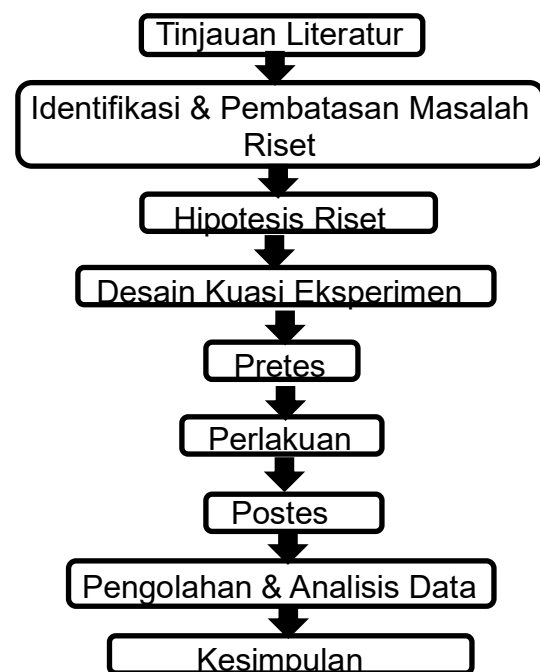 Tinjauan Literatur
Identifikasi & Pembatasan Masalah
Riset
Hipotesis Riset
Desain Kuasi Eksperimen
Pretes
Perlakuan
Postes
Pengolahan & Analisis Data
Kesimpulan